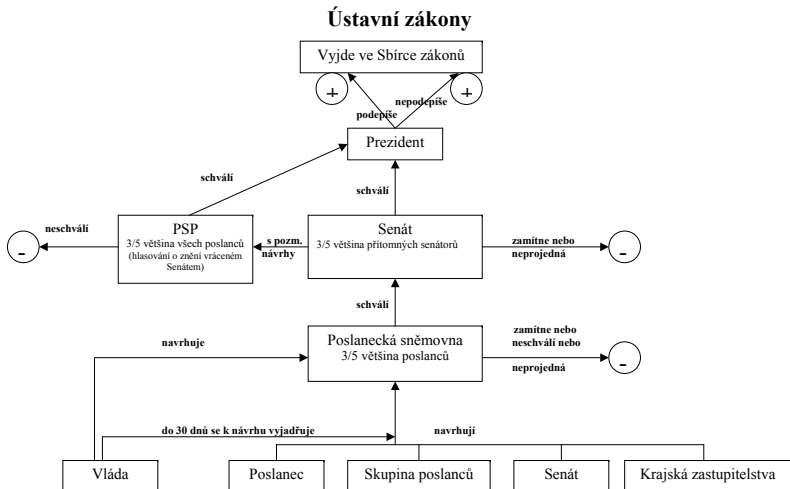 Ústavní zákony
Vyjde ve Sbírce zákonů
+
+
nepodepíše
podepíše
Prezident
schválí
schválí
neschválí
-
PSP
3/5 většina všech poslanců
(hlasování o znění vráceném
Senátem)
s pozm.
návrhy
Senát
3/5 většina přítomných senátorů
zamítne nebo
neprojedná
-
schválí
navrhuje
Poslanecká sněmovna
3/5 většina poslanců
zamítne nebo
neschválí nebo
neprojedná
-
do 30 dnů se k návrhu vyjadřuje
navrhují
Vláda
Poslanec
Skupina poslanců
Senát
Krajská zastupitelstva